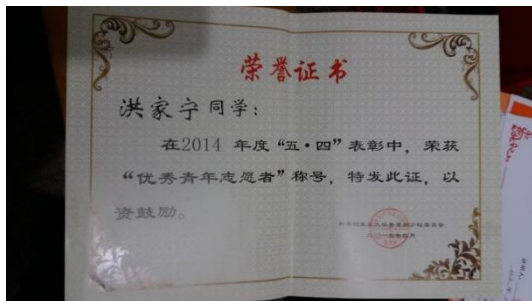 荣誉证书
洪家宁同学：
在2014 年度“五·四”表彰中，荣获
“优秀青年志愿者”称号，特发此证，以
资鼓励。